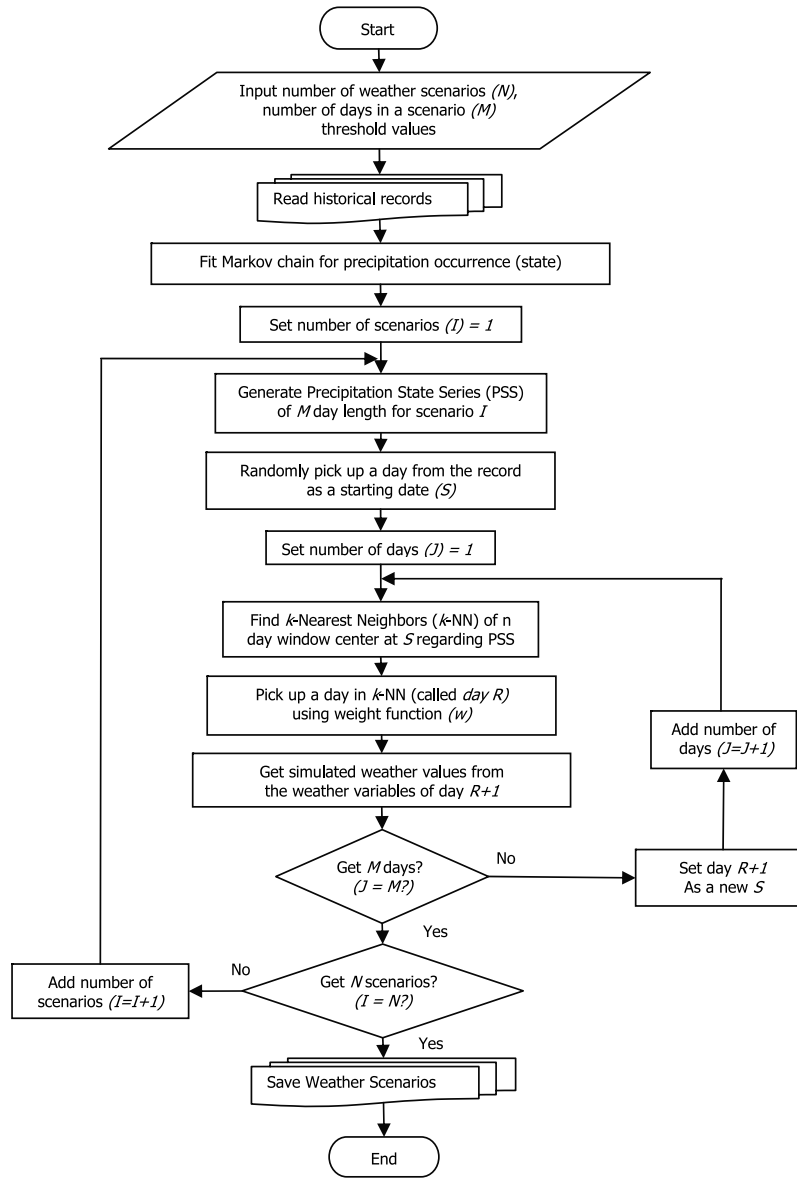 Start
Input number of weather scenarios (N),
number of days in a scenario (M)
threshold values
Read historical records
Fit Markov chain for precipitation occurrence (state)
Set number of scenarios (I) = 1
Generate Precipitation State Series (PSS)
of M day length for scenario I
Randomly pick up a day from the record
as a starting date (S)
Set number of days (J) = 1
Find k-Nearest Neighbors (k-NN) of n
day window center at S regarding PSS
Pick up a day in k-NN (called day R)
using weight function (w)
Add number of
days (J=J+1)
Get simulated weather values from
the weather variables of day R+1
Get M days?
(J = M?)
No
Set day R+1
As a new S
Yes
Get N scenarios?
(I = N?)
No
Add number of
scenarios (I=I+1)
Yes
Save Weather Scenarios
End